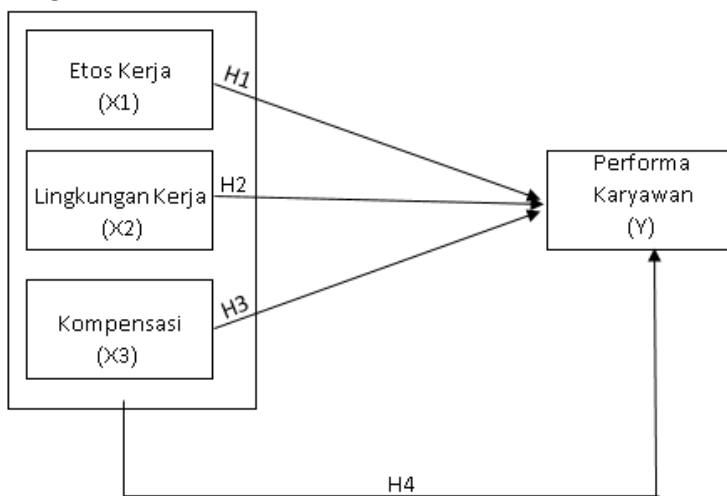 Etos Kerja
(X1)
H1
Lingkungan Kerja
(X2)
H2
Kompensasi
(X3)
H3
Performa
Karyawan
(Y)
H4